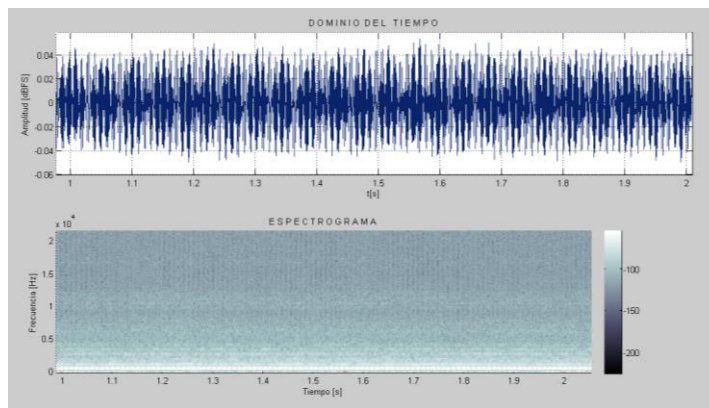 DOMINIO DEL TIEMPO
Amplitud [dBFS]
0.04
0.02
0
-0.02
-0.04
-0.06
1 1.1 1.2 1.3 1.4 1.5 1.6 1.7 1.8 1.9 2
t[s]
ESPECTROGRAMA
x 10^4
Frecuencia [Hz]
2
1.5
1
0.5
0
1 1.1 1.2 1.3 1.4 1.5 1.6 1.7 1.8 1.9 2
Tiempo [s]
-100
-150
-200